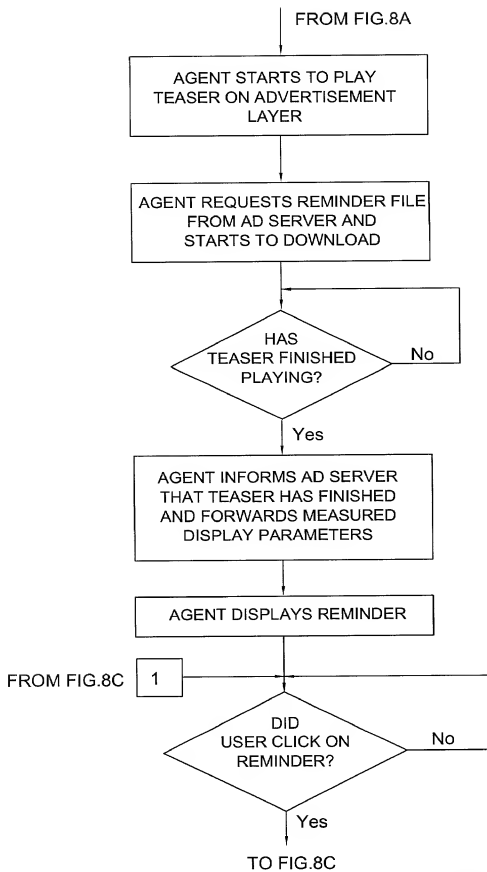 FROM FIG.8A
AGENT STARTS TO PLAY
TEASER ON ADVERTISEMENT
LAYER
AGENT REQUESTS REMINDER FILE
FROM AD SERVER AND
STARTS TO DOWNLOAD
HAS
TEASER FINISHED
PLAYING?
No
Yes
AGENT INFORMS AD SERVER
THAT TEASER HAS FINISHED
AND FORWARDS MEASURED
DISPLAY PARAMETERS
AGENT DISPLAYS REMINDER
FROM FIG.8C
1
DID
USER CLICK ON
REMINDER?
No
Yes
TO FIG.8C